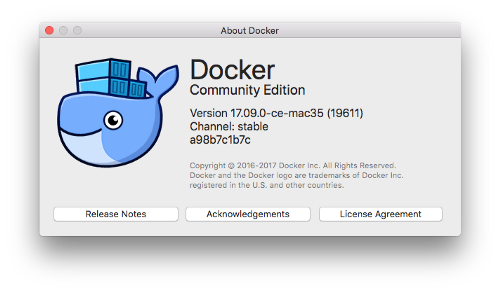 About Docker
Docker
Community Edition
Version 17.09.0-ce-mac35 (19611)
Channel: stable
a98b7c1b7c
Copyright © 2016-2017 Docker Inc. All Rights Reserved.
Docker and the Docker logo are trademarks of Docker Inc.
registered in the U.S. and other countries.
Release Notes
Acknowledgements
License Agreement